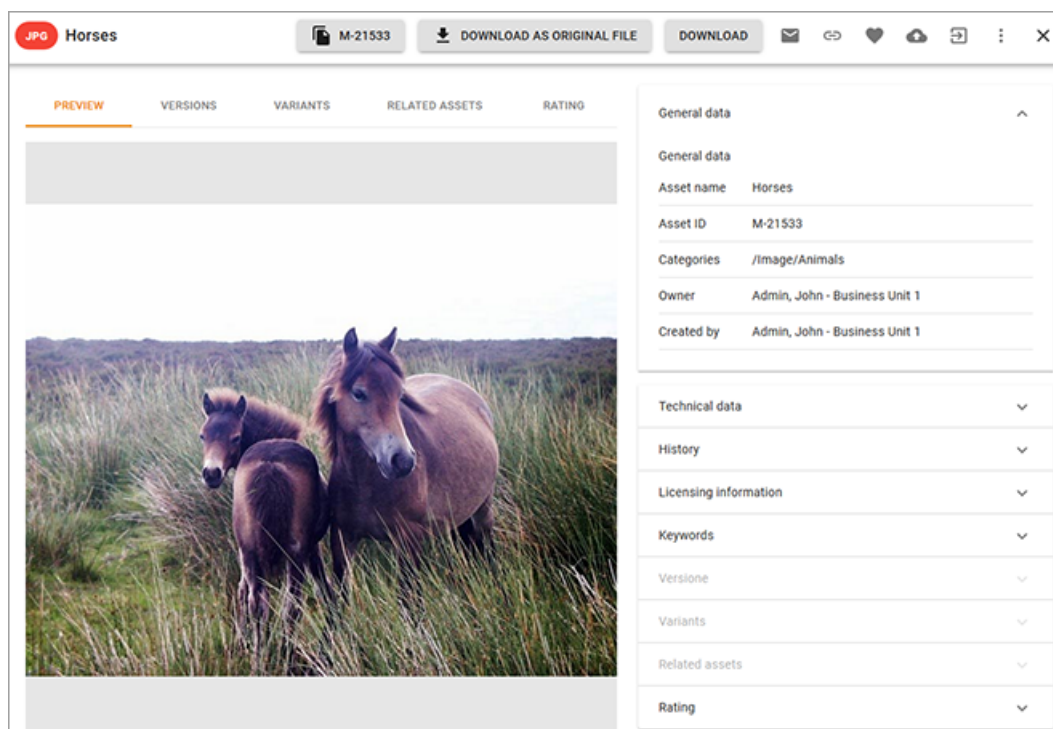 JPG Horses M-21533 DOWNLOAD AS ORIGINAL FILE DOWNLOAD
PREVIEW VERSIONS VARIANTS RELATED ASSETS RATING
General data
General data
Asset name Horses
Asset ID M-21533
Categories /Image/Animals
Owner Admin, John - Business Unit 1
Created by Admin, John - Business Unit 1
Technical data
History
Licensing information
Keywords
Versione
Variants
Related assets
Rating